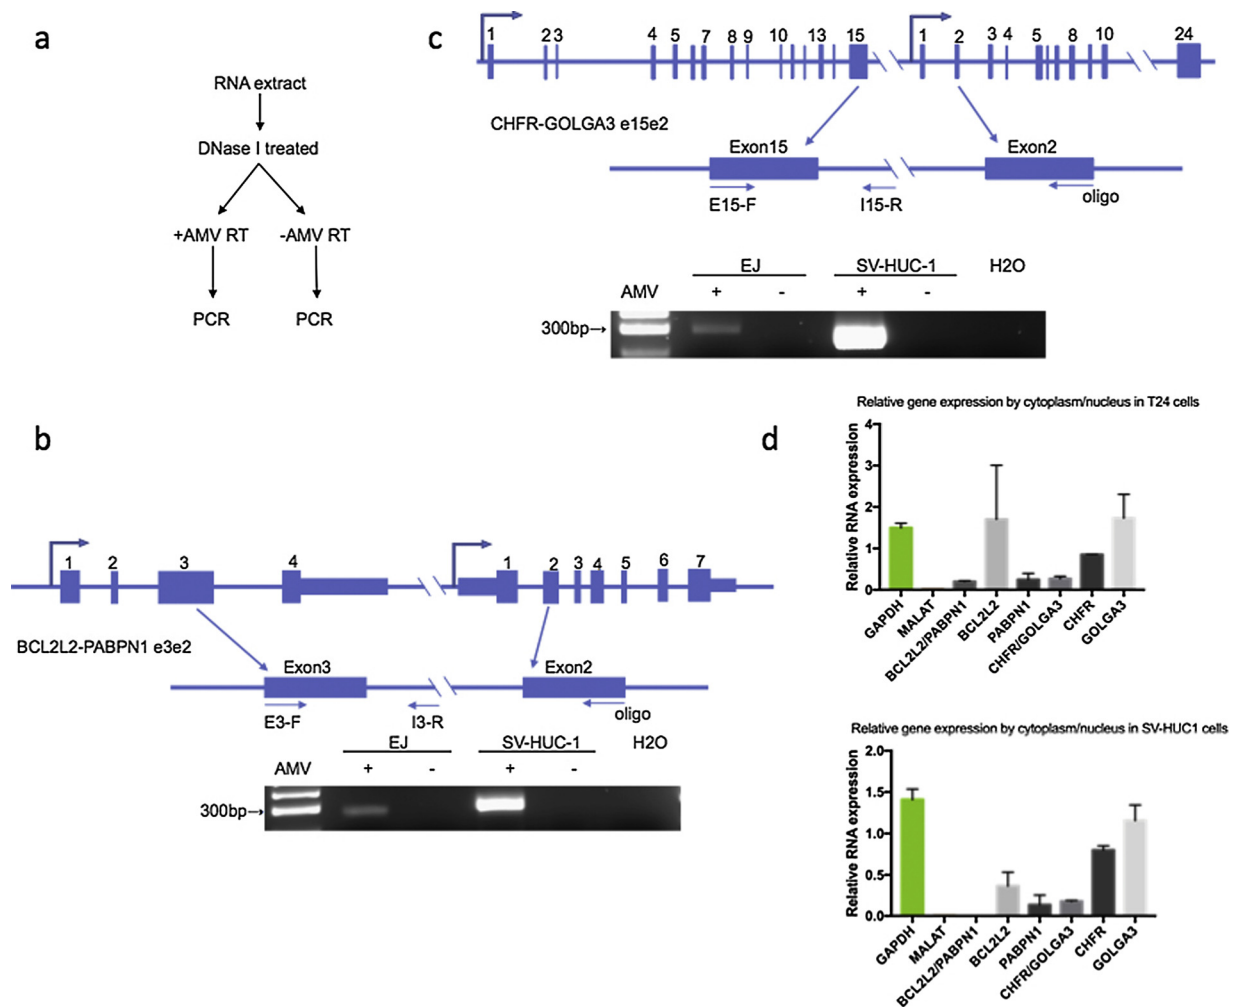 a
RNA extract
DNase I treated
+AMV RT -AMV RT
PCR PCR
c
1 2 3 4 5 7 8 9 10 13 15 1 2 3 4 5 8 10 24
CHFR-GOLGA3 e15e2
Exon15 Exon2
E15-F I15-R oligo
EJ SV-HUC-1 H2O
AMV + - + -
300bp
b
1 2 3 4 1 2 3 4 5 6 7
BCL2L2-PABPN1 e3e2
Exon3 Exon2
E3-F I3-R oligo
EJ SV-HUC-1 H2O
AMV + - + -
300bp
d
Relative gene expression by cytoplasm/nucleus in T24 cells
Relative RNA expression
4
3
2
1
0
GAPDH MALAT BCL2L2/PABPN1 BCL2L2 PABPN1 CHFR/GOLGA3 CHFR GOLGA3
Relative gene expression by cytoplasm/nucleus in SV-HUC1 cells
Relative RNA expression
2.0
1.5
1.0
0.5
0.0
GAPDH MALAT BCL2L2/PABPN1 BCL2L2 PABPN1 CHFR/GOLGA3 CHFR GOLGA3